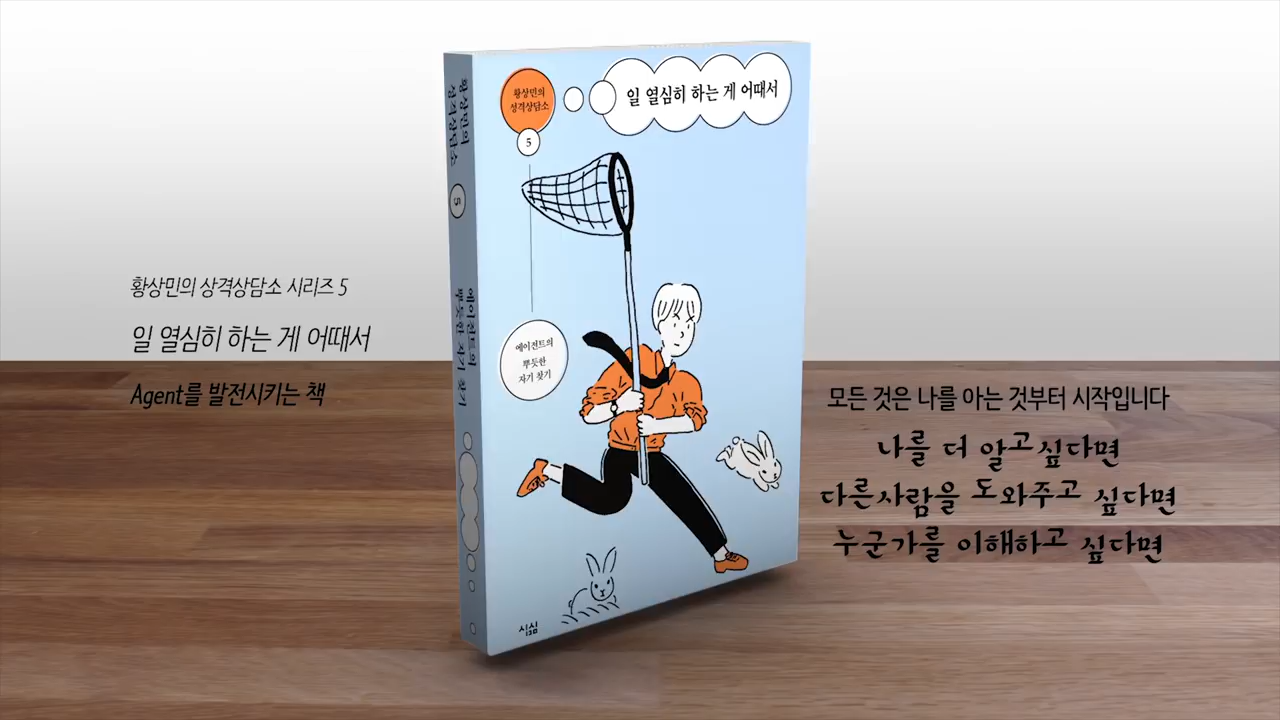 황상민의 상격상담소 시리즈 5
일 열심히 하는 게 어때서
Agent를 발전시키는 책
황상민의
성격상담소
5
에이전트의
뿌듯한 자기 찾기
황상민의
성격상담소
5
일 열심히 하는 게 어때서
에이전트의
뿌듯한
자기 찾기
시심
모든 것은 나를 아는 것부터 시작입니다
나를 더 알고싶다면
다른사람을 도와주고 싶다면
누군가를 이해하고 싶다면